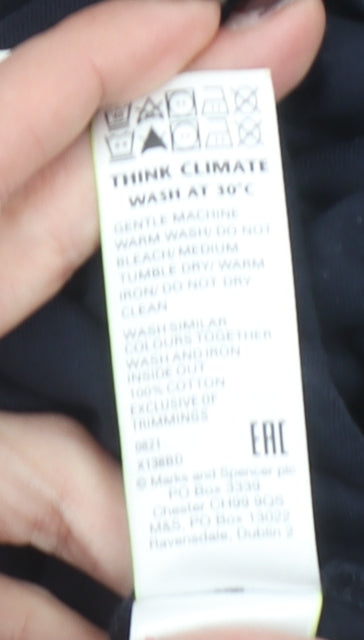 THINK CLIMATE
WASH AT 30°C
GENTLE MACHINE
WARM WASH/ DO NOT
BLEACH/ MEDIUM
TUMBLE DRY/ WARM
IRON/ DO NOT DRY
CLEAN
WASH SIMILAR
COLOURS TOGETHER
WASH AND IRON
INSIDE OUT
100% COTTON
EXCLUSIVE OF
TRIMMINGS
0821
X138BD
EAC
© Marks and Spencer plc
PO Box 3339
Chester CH99 9QS
M&S, PO Box 13022
Ravensdale, Dublin 2